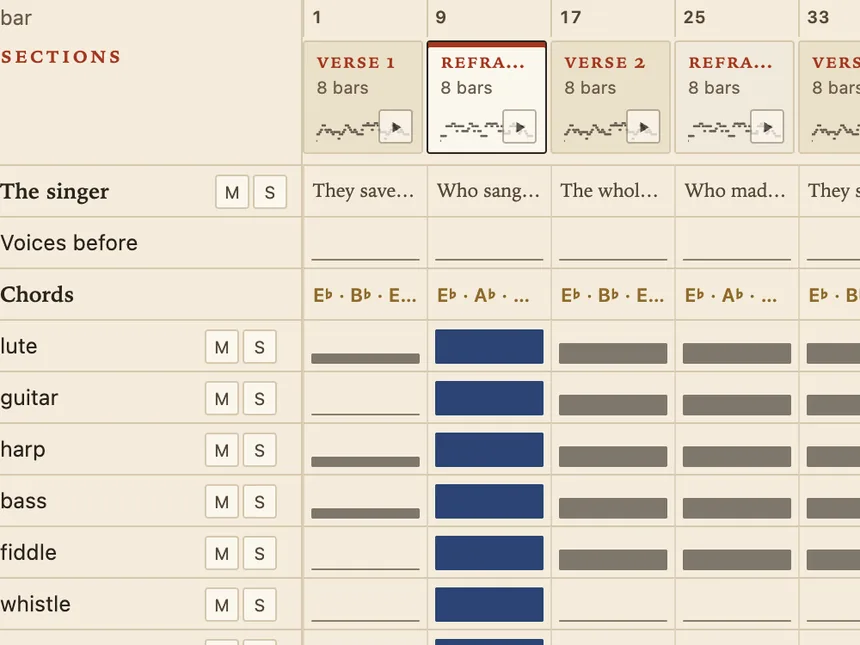 bar 1 9 17 25 33
SECTIONS VERSE 1 REFRA... VERSE 2 REFRA... VERS
8 bars 8 bars 8 bars 8 bars 8 bars
The singer M S They save... Who sang... The whol... Who mad... They s
Voices before
Chords E♭ · B♭ · E... E♭ · A♭ · ... E♭ · B♭ · E... E♭ · A♭ · ... E♭ · B
lute M S
guitar M S
harp M S
bass M S
fiddle M S
whistle M S